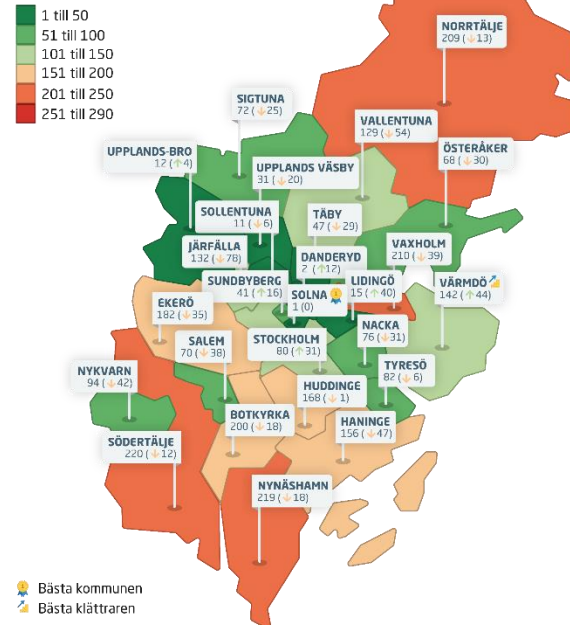 1 till 50
51 till 100
101 till 150
151 till 200
201 till 250
251 till 290
NORRTÄLJE
209 (↓13)
SIGTUNA
72 (↓25)
VALLENTUNA
129 (↓54)
ÖSTERÅKER
68 (↓30)
UPPLANDS-BRO
12 (↑4)
UPPLANDS VÄSBY
31 (↓20)
SOLLENTUNA
11 (↓6)
TÄBY
47 (↓29)
JÄRFÄLLA
132 (↓78)
DANDERYD
2 (↑12)
VAXHOLM
210 (↓39)
SUNDBYBERG
41 (↑16)
SOLNA
1 (0)
LIDINGÖ
15 (↑40)
VÄRMDÖ
142 (↑44)
EKERÖ
182 (↓35)
STOCKHOLM
80 (↑31)
NACKA
76 (↓31)
SALEM
70 (↓38)
TYRESÖ
82 (↓6)
NYKVARN
94 (↓42)
HUDDINGE
168 (↓1)
BOTKYRKA
200 (↓18)
HANINGE
156 (↓47)
SÖDERTÄLJE
220 (↓12)
NYNÄSHAMN
219 (↓18)
Bästa kommunen
Bästa klättraren